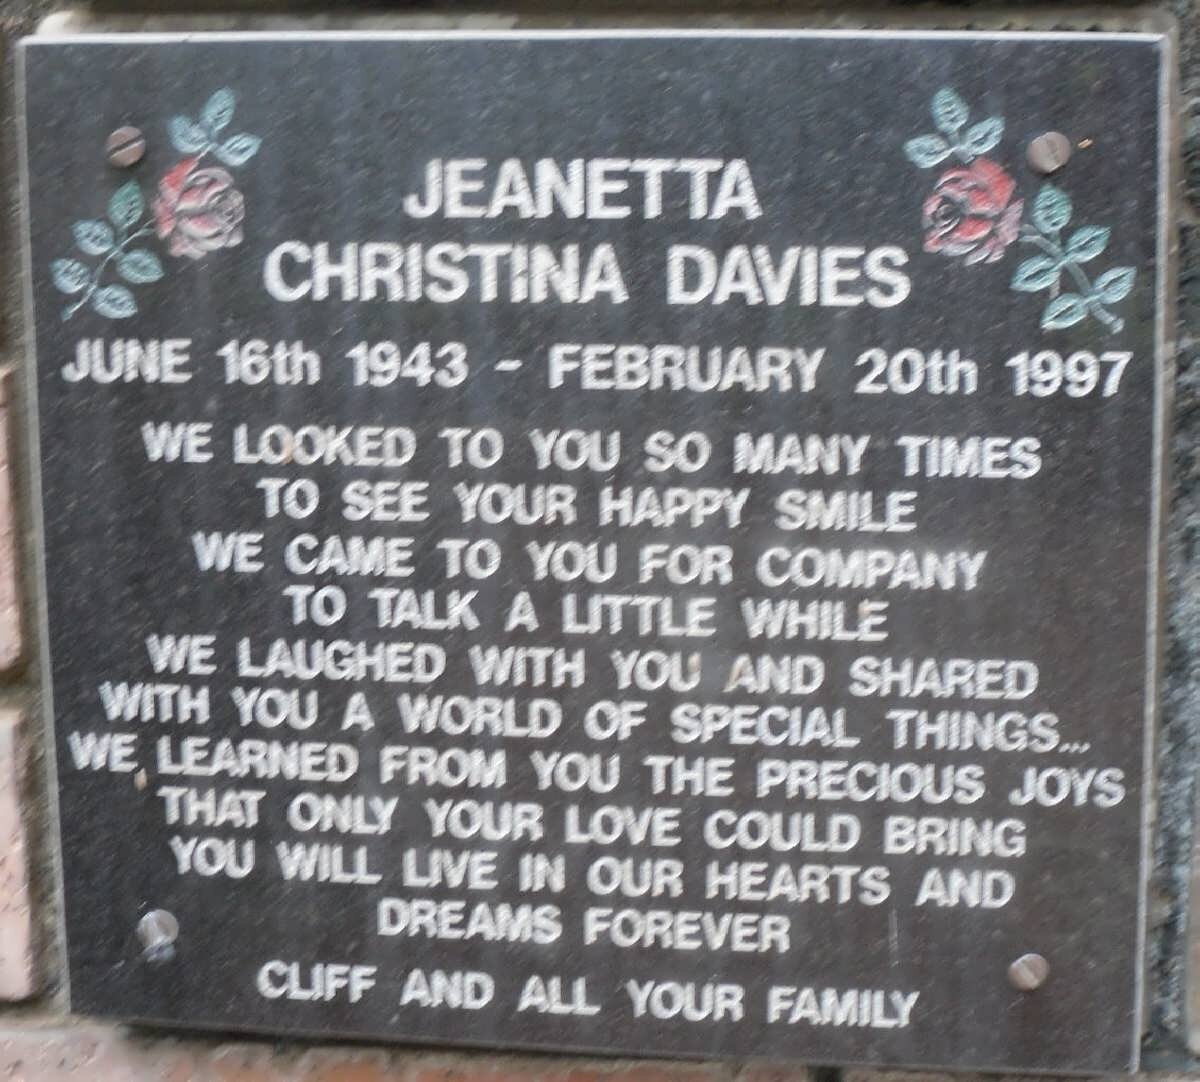 JEANETTA
CHRISTINA DAVIES
JUNE 16th 1943 - FEBRUARY 20th 1997
WE LOOKED TO YOU SO MANY TIMES
TO SEE YOUR HAPPY SMILE
WE CAME TO YOU FOR COMPANY
TO TALK A LITTLE WHILE
WE LAUGHED WITH YOU AND SHARED
WITH YOU A WORLD OF SPECIAL THINGS...
WE LEARNED FROM YOU THE PRECIOUS JOYS
THAT ONLY YOUR LOVE COULD BRING
YOU WILL LIVE IN OUR HEARTS AND
DREAMS FOREVER
CLIFF AND ALL YOUR FAMILY